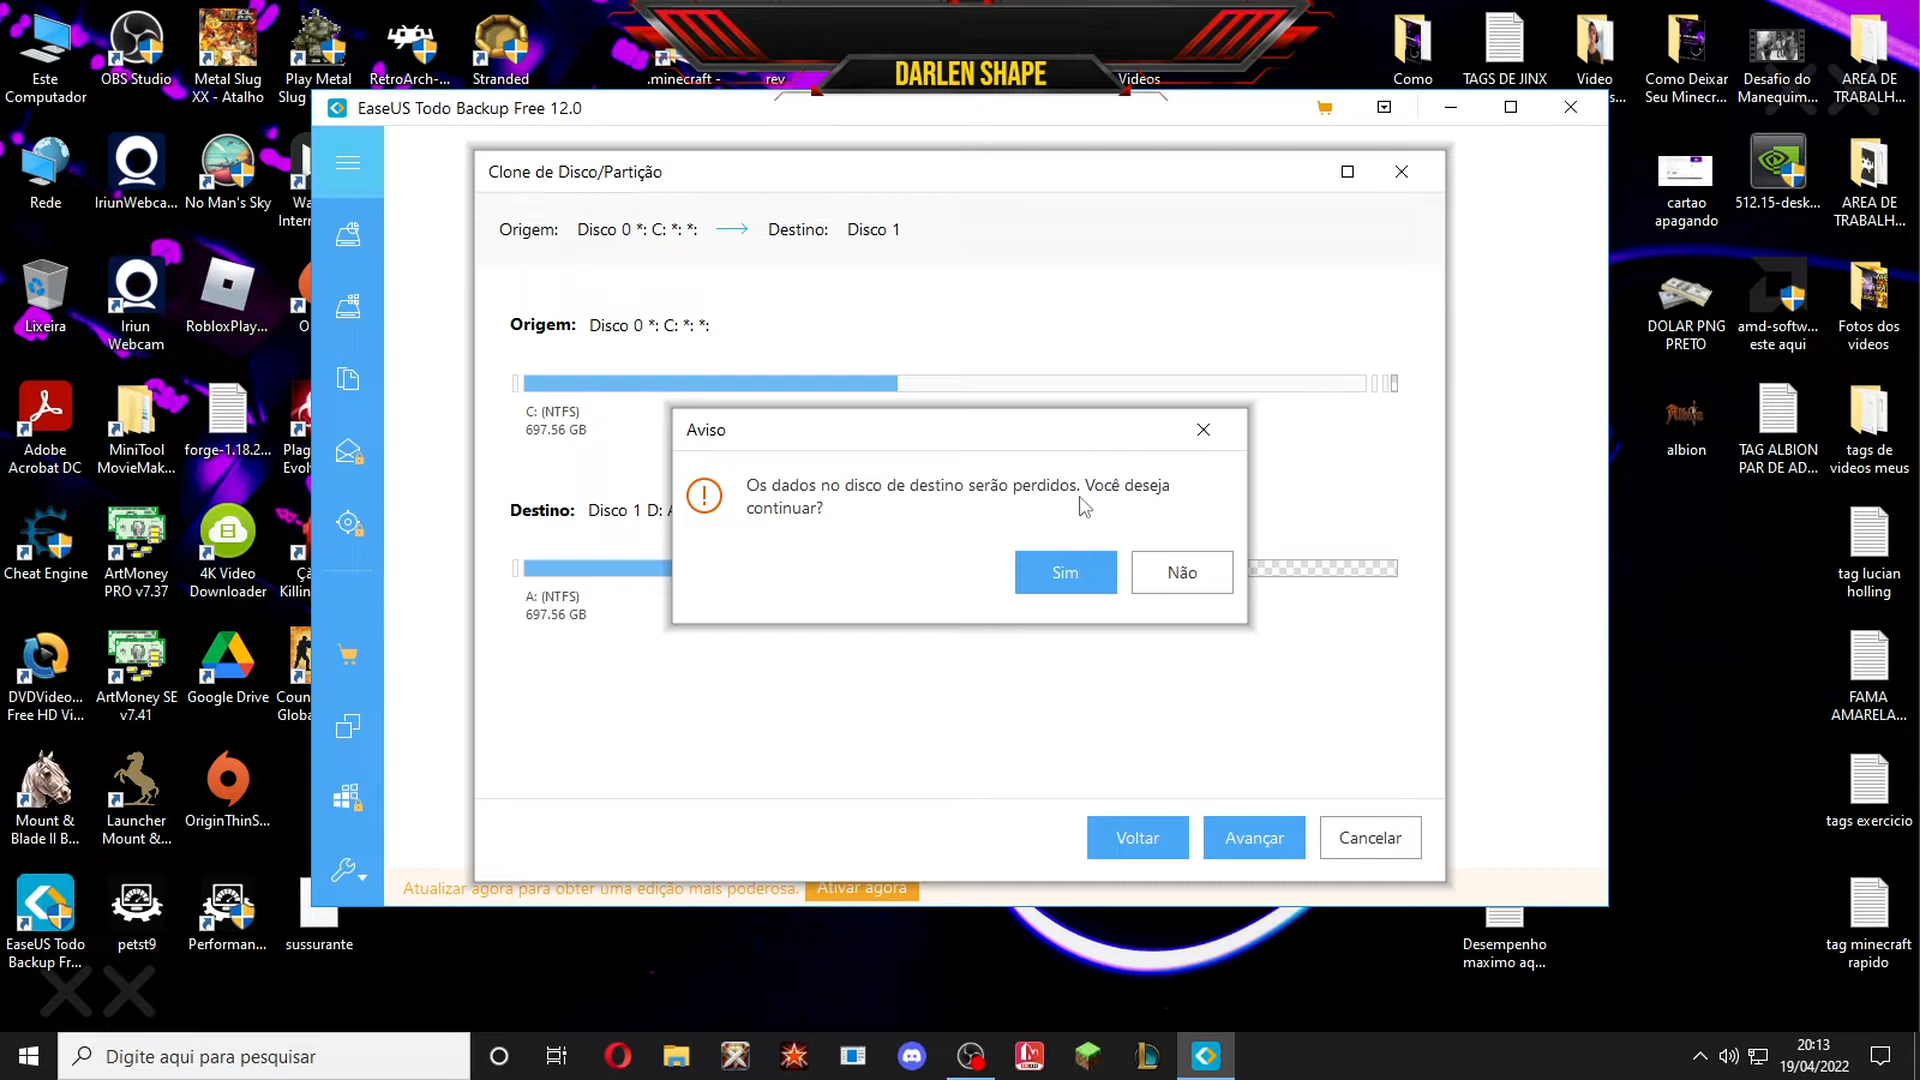 DARLEN SHAPE
Este
Computador
OBS Studio
Metal Slug
XX - Atalho
Play Metal
Slug
RetroArch-...
Stranded
.minecraft -
rev
Videos
Como
TAGS DE JINX
Video
s...
Como Deixar
Seu Minecr...
Desafio do
Manequim...
AREA DE
TRABALH...
EaseUS Todo Backup Free 12.0
Clone de Disco/Partição
Origem: Disco 0 *: C: *: *: Destino: Disco 1
Origem: Disco 0 *: C: *: *:
C: (NTFS)
697.56 GB
Aviso
Os dados no disco de destino serão perdidos. Você deseja
continuar?
Sim
Não
Destino: Disco 1 D:
A: (NTFS)
697.56 GB
Voltar
Avançar
Cancelar
Atualizar agora para obter uma edição mais poderosa.
Ativar agora
Rede
IriunWebca...
No Man's Sky
Intern
cartao
apagando
512.15-desk...
AREA DE
TRABALH...
Lixeira
Iriun
Webcam
RobloxPlay...
O
DOLAR PNG
PRETO
amd-softw...
este aqui
Fotos dos
videos
Adobe
Acrobat DC
MiniTool
MovieMak...
forge-1.18.2...
Plag
Evol
albion
TAG ALBION
PAR DE AD...
tags de
videos meus
Cheat Engine
ArtMoney
PRO v7.37
4K Video
Downloader
Killin
tag lucian
holling
DVDVideo...
Free HD Vi...
ArtMoney SE
v7.41
Google Drive
Coun
Globa
FAMA
AMARELA...
Mount &
Blade II B...
Launcher
Mount &...
OriginThinS...
tags exercicio
EaseUS Todo
Backup Fr...
petst9
Performan...
sussurante
Desempenho
maximo aq...
tag minecraft
rapido
Digite aqui para pesquisar
20:13
19/04/2022